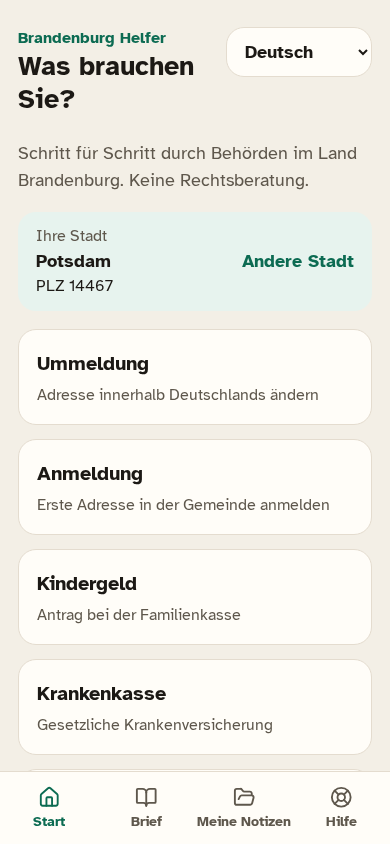 Brandenburg Helfer
Was brauchen
Sie?
Deutsch
Schritt für Schritt durch Behörden im Land
Brandenburg. Keine Rechtsberatung.
Ihre Stadt
Potsdam
Andere Stadt
PLZ 14467
Ummeldung
Adresse innerhalb Deutschlands ändern
Anmeldung
Erste Adresse in der Gemeinde anmelden
Kindergeld
Antrag bei der Familienkasse
Krankenkasse
Gesetzliche Krankenversicherung
Start
Brief
Meine Notizen
Hilfe